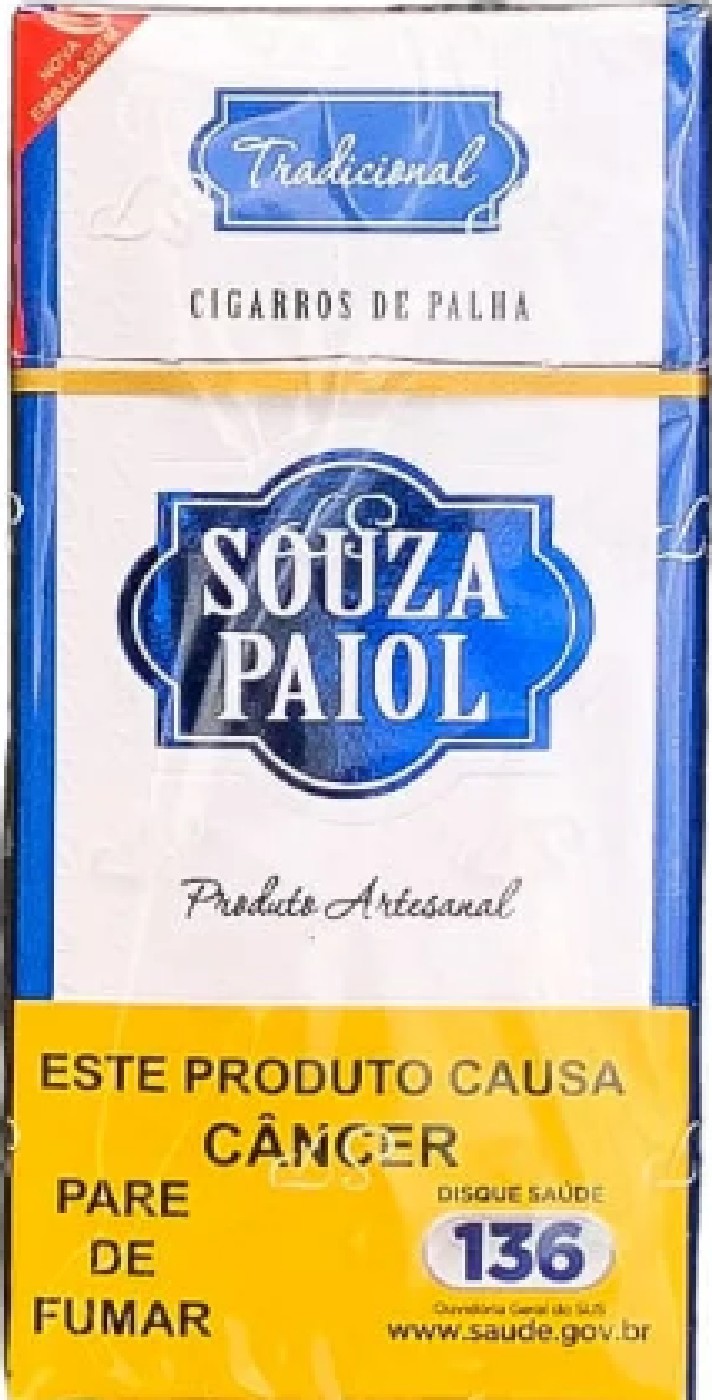 NOVA
EMBALAGEM
Tradicional
CIGARROS DE PALHA
SOUZA
PAIOL
Produto Artesanal
ESTE PRODUTO CAUSA
CÂNCER
PARE
DE
FUMAR
DISQUE SAÚDE
136
Ouvidoria Geral do SUS
www.saude.gov.br